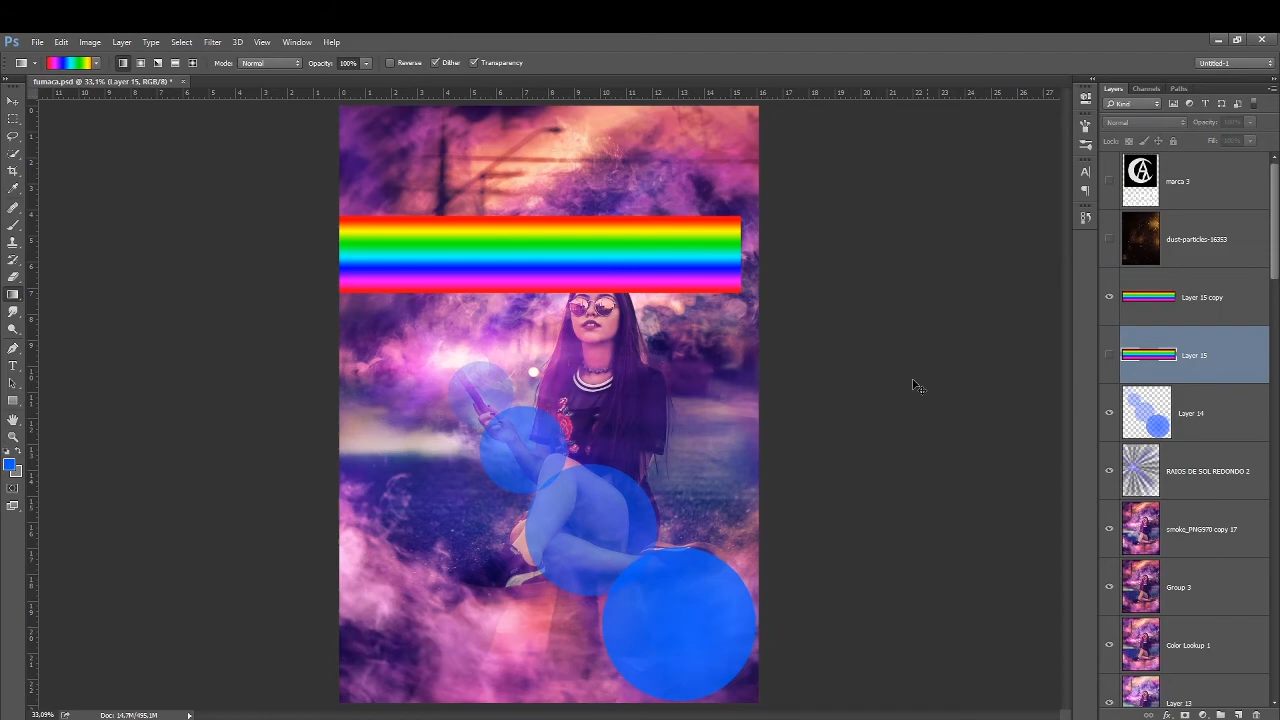 Ps File Edit Image Layer Type Select Filter 3D View Window Help
Mode: Normal Opacity: 100% Reverse Dither Transparency Untitled-1
fumaca.psd @ 33,1% (Layer 15, RGB/8) * ×
Layers Channels Paths
Kind
Normal Opacity: 100%
Lock: Fill: 100%
marca 3
dust-particles-16353
Layer 15 copy
Layer 15
Layer 14
RAIOS DE SOL REDONDO 2
smoke_PNG970 copy 17
Group 3
Color Lookup 1
Layer 13
33,09% Doc: 14,7M/495,1M